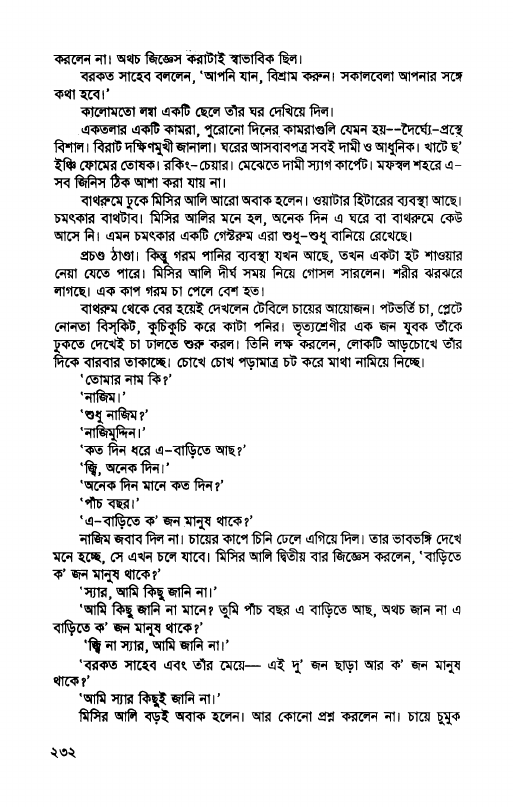 করলেন না। অথচ জিজ্ঞেস করাটাই স্বাভাবিক ছিল।
বরকত সাহেব বললেন, ‘আপনি যান, বিশ্রাম করুন। সকালবেলা আপনার সঙ্গে
কথা হবে।’
কালোমতো লম্বা একটি ছেলে তাঁর ঘর দেখিয়ে দিল।
একতলার একটি কামরা, পুরোনো দিনের কামরাগুলি যেমন হয়--দৈর্ঘ্যে-প্রস্থে
বিশাল। বিরাট দক্ষিণমুখী জানালা। ঘরের আসবাবপত্র সবই দামী ও আধুনিক। খাটে ছ’
ইঞ্চি ফোমের তোষক। রকিং-চেয়ার। মেঝেতে দামী স্যাগ কার্পেট। মফস্বল শহরে এ-
সব জিনিস ঠিক আশা করা যায় না।
বাথরুমে ঢুকে মিসির আলি আরো অবাক হলেন। ওয়াটার হিটারের ব্যবস্থা আছে।
চমৎকার বাথটাব। মিসির আলির মনে হল, অনেক দিন এ ঘরে বা বাথরুমে কেউ
আসে নি। এমন চমৎকার একটি গেস্টরুম এরা শুধু-শুধু বানিয়ে রেখেছে।
প্রচণ্ড ঠাণ্ডা। কিন্তু গরম পানির ব্যবস্থা যখন আছে, তখন একটা হট শাওয়ার
নেয়া যেতে পারে। মিসির আলি দীর্ঘ সময় নিয়ে গোসল সারলেন। শরীর ঝরঝরে
লাগছে। এক কাপ গরম চা পেলে বেশ হত।
বাথরুম থেকে বের হয়েই দেখলেন টেবিলে চায়ের আয়োজন। পটভর্তি চা, প্লেটে
নোনতা বিস্কিট, কুচিকুচি করে কাটা পনির। ভৃত্যশ্রেণীর এক জন যুবক তাঁকে
ঢুকতে দেখেই চা ঢালতে শুরু করল। তিনি লক্ষ করলেন, লোকটি আড়চোখে তাঁর
দিকে বারবার তাকাচ্ছে। চোখে চোখ পড়ামাত্র চট করে মাথা নামিয়ে নিচ্ছে।
‘তোমার নাম কি?’
‘নাজিম।’
‘শুধু নাজিম?’
‘নাজিমুদ্দিন।’
‘কত দিন ধরে এ-বাড়িতে আছ?’
‘জ্বি, অনেক দিন।’
‘অনেক দিন মানে কত দিন?’
‘পাঁচ বছর।’
‘এ-বাড়িতে ক’ জন মানুষ থাকে?’
নাজিম জবাব দিল না। চায়ের কাপে চিনি ঢেলে এগিয়ে দিল। তার ভাবভঙ্গি দেখে
মনে হচ্ছে, সে এখন চলে যাবে। মিসির আলি দ্বিতীয় বার জিজ্ঞেস করলেন, ‘বাড়িতে
ক’ জন মানুষ থাকে?’
‘স্যার, আমি কিছু জানি না।’
‘আমি কিছু জানি না মানে? তুমি পাঁচ বছর এ বাড়িতে আছ, অথচ জান না এ
বাড়িতে ক’ জন মানুষ থাকে?’
‘জ্বি না স্যার, আমি জানি না।’
‘বরকত সাহেব এবং তাঁর মেয়ে— এই দু’ জন ছাড়া আর ক’ জন মানুষ
থাকে?’
‘আমি স্যার কিছুই জানি না।’
মিসির আলি বড়ই অবাক হলেন। আর কোনো প্রশ্ন করলেন না। চায়ে চুমুক
২৩২